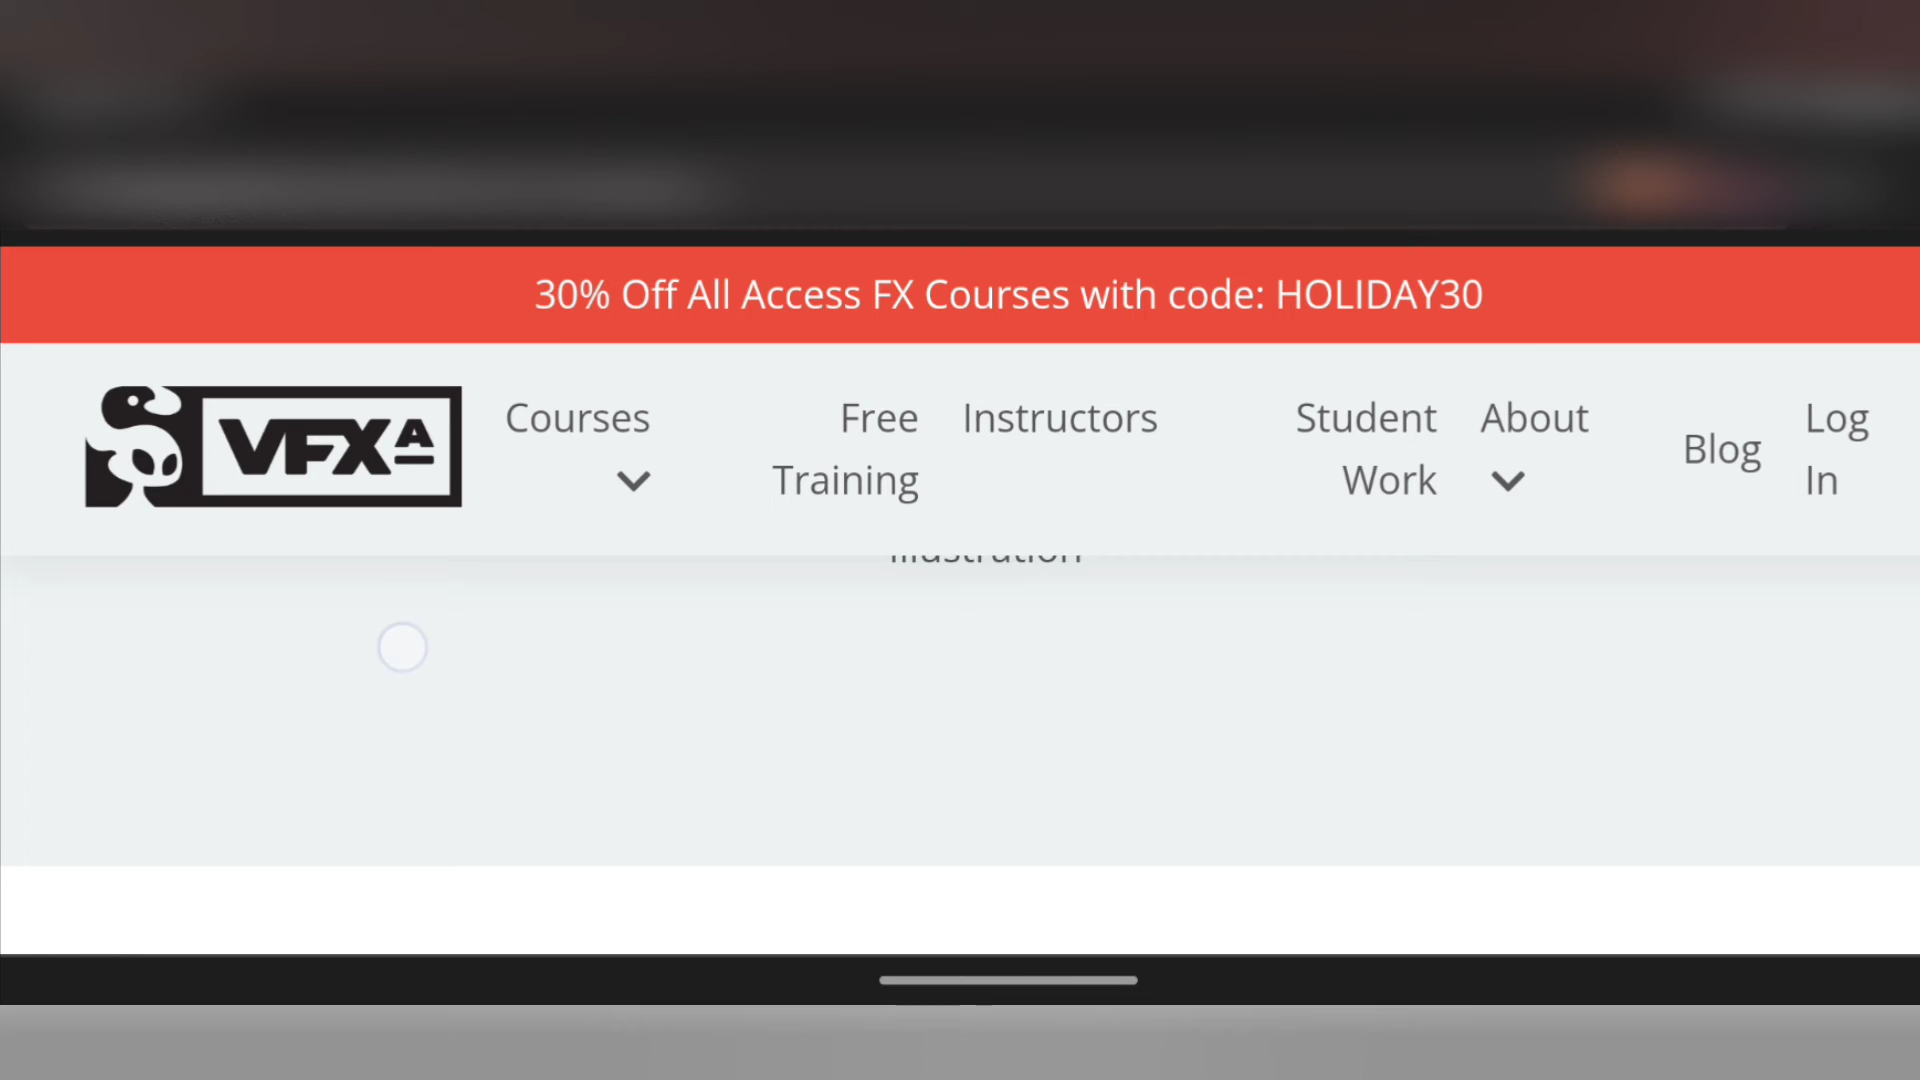 30% Off All Access FX Courses with code: HOLIDAY30
VFXA
Courses
Free
Training
Instructors
Student
Work
About
Blog
Log
In
Illustration